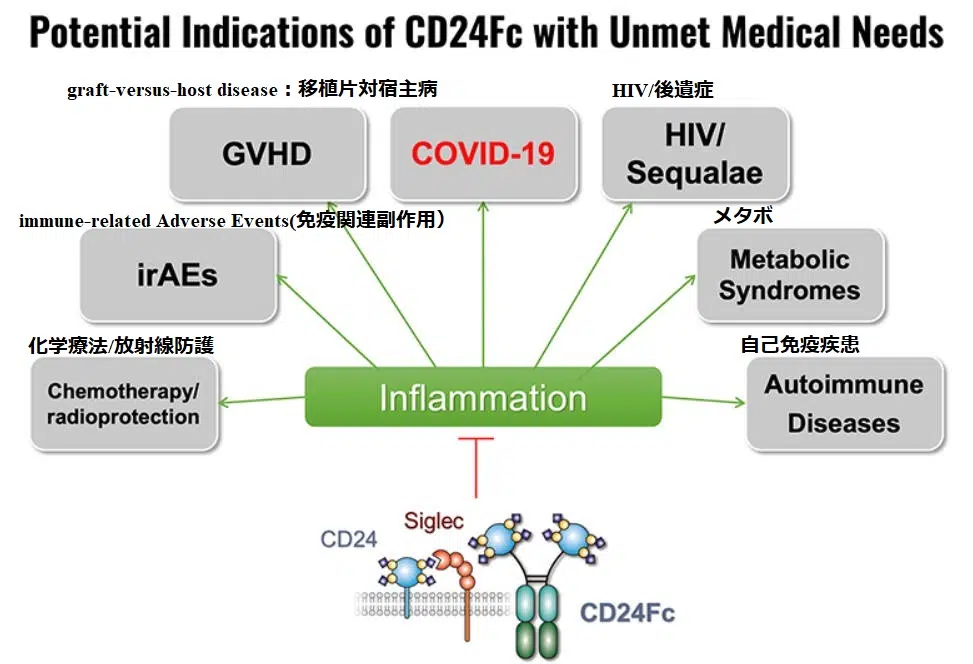 Potential Indications of CD24Fc with Unmet Medical Needs
graft-versus-host disease：移植片対宿主病
HIV/後遺症
GVHD
COVID-19
HIV/
Sequalae
immune-related Adverse Events(免疫関連副作用）
メタボ
irAEs
Metabolic
Syndromes
化学療法/放射線防護
自己免疫疾患
Chemotherapy/
radioprotection
Inflammation
Autoimmune
Diseases
Siglec
CD24
CD24Fc